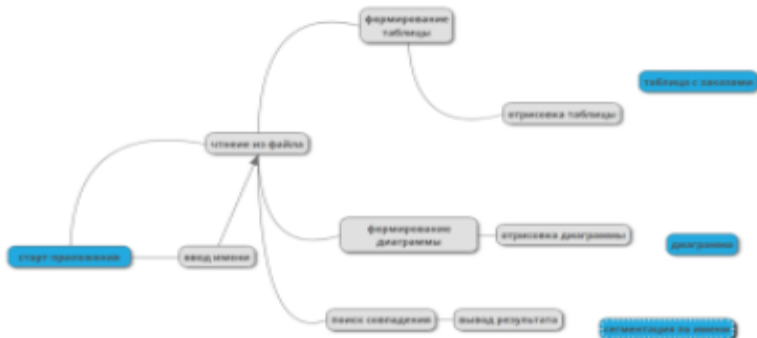 формирование
таблицы
таблица с заказами
отрисовка таблицы
чтение из файла
формирование
диаграммы
отрисовка диаграммы
диаграмма
старт приложения
ввод имени
поиск совпадения
вывод результата
сегментация по имени